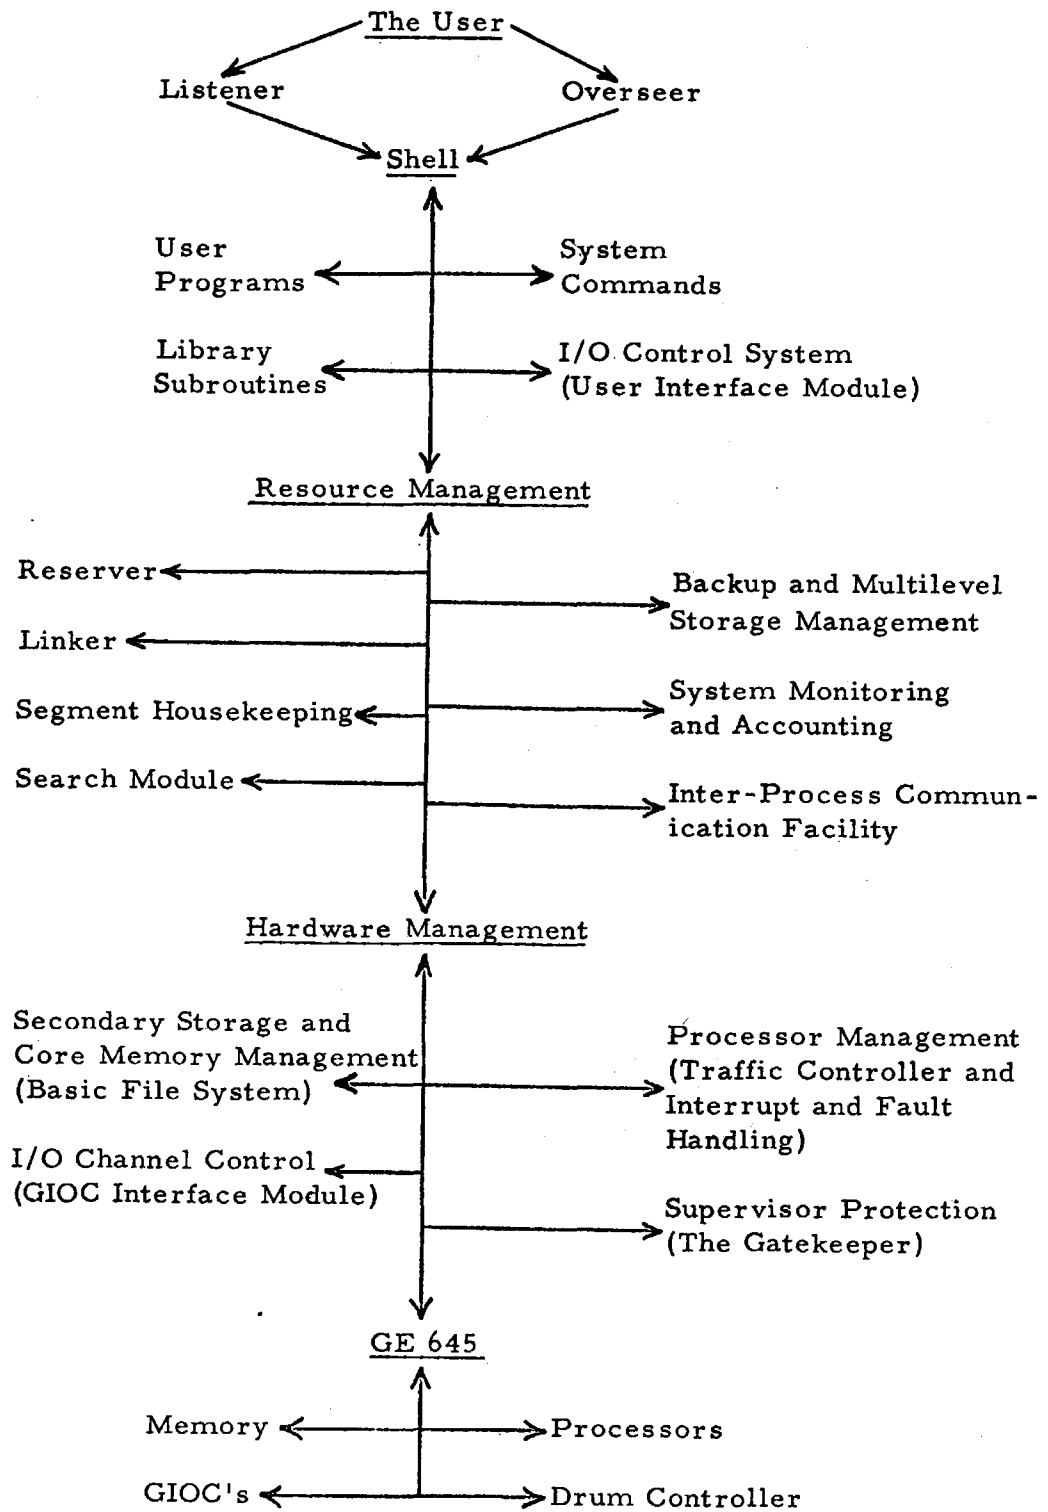 The User
Listener
Overseer
Shell
User
Programs
System
Commands
Library
Subroutines
I/O Control System
(User Interface Module)
Resource Management
Reserver
Backup and Multilevel
Storage Management
Linker
Segment Housekeeping
System Monitoring
and Accounting
Search Module
Inter-Process Commun-
ication Facility
Hardware Management
Secondary Storage and
Core Memory Management
(Basic File System)
Processor Management
(Traffic Controller and
Interrupt and Fault
Handling)
I/O Channel Control
(GIOC Interface Module)
Supervisor Protection
(The Gatekeeper)
GE 645
Memory
Processors
GIOC's
Drum Controller